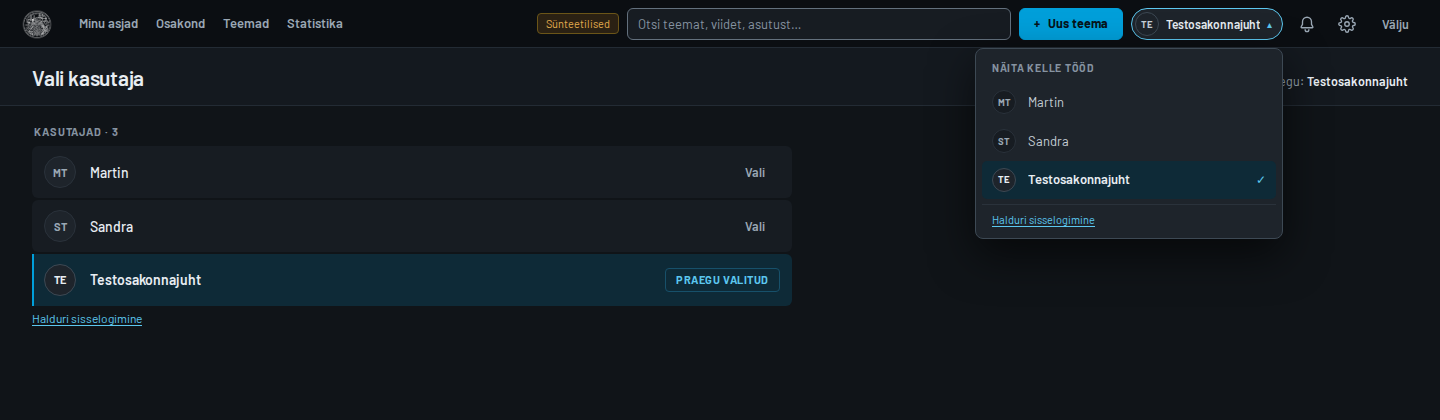 Minu asjad Osakond Teemad Statistika Sünteetilised Otsi teemat, viidet, asutust... + Uus teema TE Testosakonnajuht ▲ Välju
Vali kasutaja
egu: Testosakonnajuht
NÄITA KELLE TÖÖD
MT Martin
ST Sandra
TE Testosakonnajuht ✓
Halduri sisselogimine
KASUTAJAD · 3
MT Martin Vali
ST Sandra Vali
TE Testosakonnajuht PRAEGU VALITUD
Halduri sisselogimine